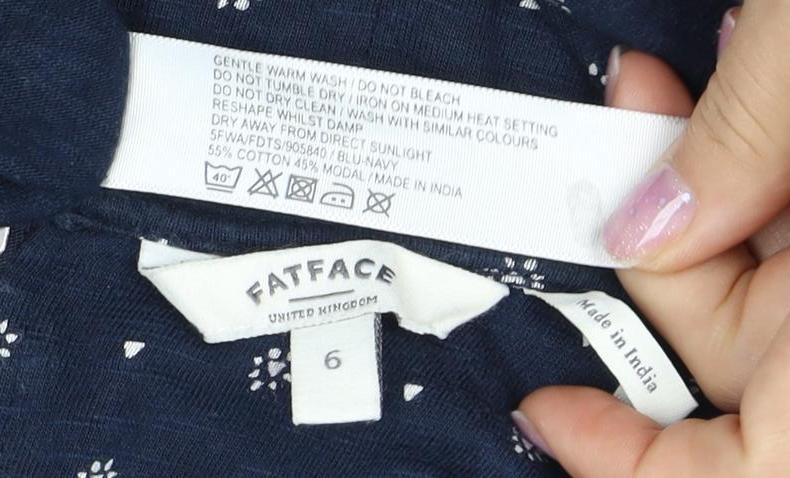 GENTLE WARM WASH / DO NOT BLEACH
DO NOT TUMBLE DRY / IRON ON MEDIUM HEAT SETTING
DO NOT DRY CLEAN / WASH WITH SIMILAR COLOURS
RESHAPE WHILST DAMP
DRY AWAY FROM DIRECT SUNLIGHT
5FWA/FDTS/905840 / BLU-NAVY
55% COTTON 45% MODAL / MADE IN INDIA
40°
FATFACE
UNITED KINGDOM
6
Made in India